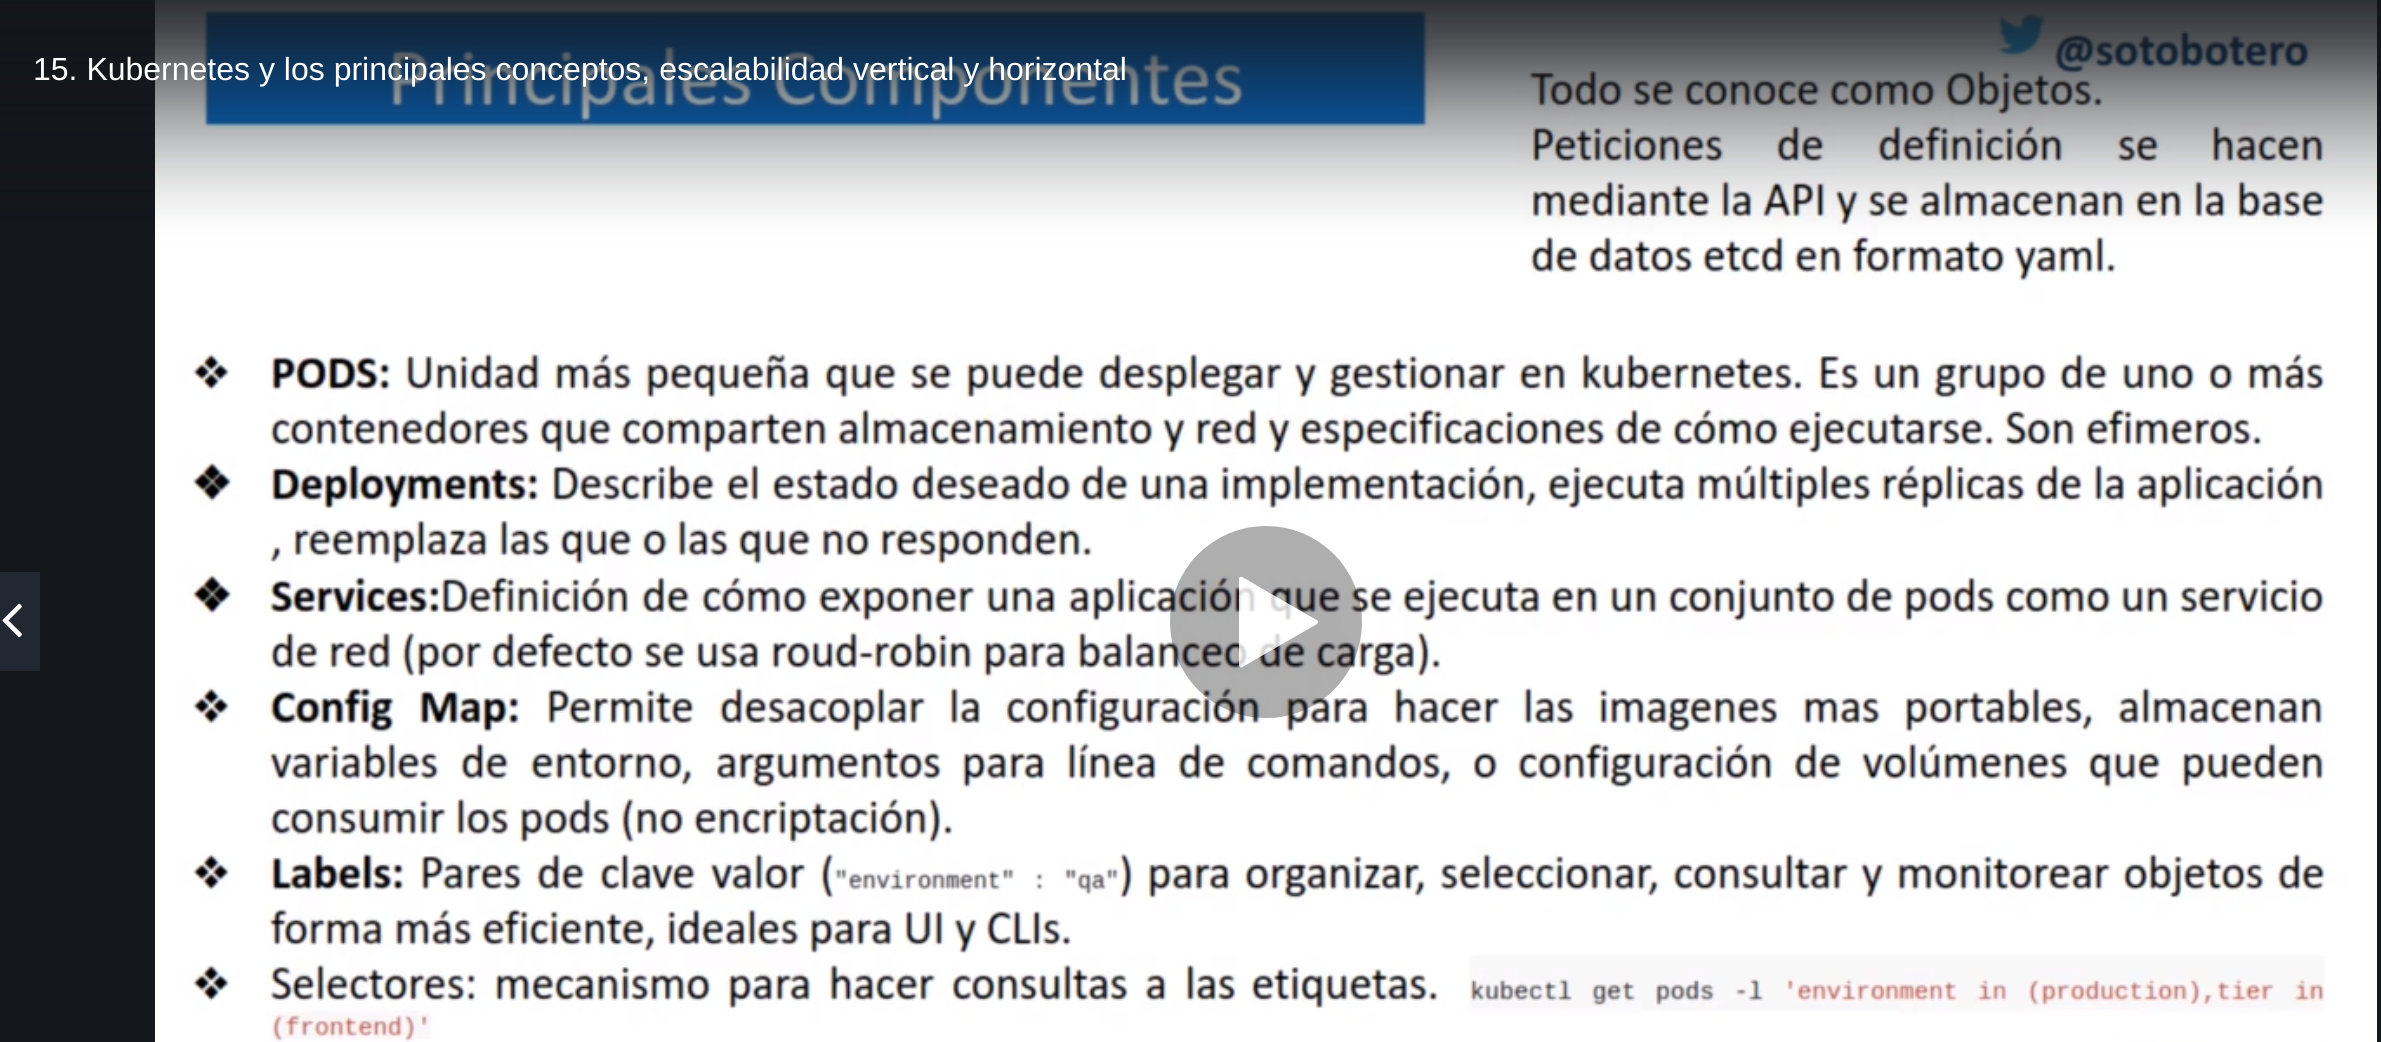 15. Kubernetes y los principales conceptos, escalabilidad vertical y horizontal
Principales Componentes
@sotobotero
Todo se conoce como Objetos.
Peticiones de definición se hacen
mediante la API y se almacenan en la base
de datos etcd en formato yaml.
❖ PODS: Unidad más pequeña que se puede desplegar y gestionar en kubernetes. Es un grupo de uno o más
contenedores que comparten almacenamiento y red y especificaciones de cómo ejecutarse. Son efimeros.
❖ Deployments: Describe el estado deseado de una implementación, ejecuta múltiples réplicas de la aplicación
, reemplaza las que o las que no responden.
❖ Services:Definición de cómo exponer una aplicación que se ejecuta en un conjunto de pods como un servicio
de red (por defecto se usa roud-robin para balanceo de carga).
❖ Config Map: Permite desacoplar la configuración para hacer las imagenes mas portables, almacenan
variables de entorno, argumentos para línea de comandos, o configuración de volúmenes que pueden
consumir los pods (no encriptación).
❖ Labels: Pares de clave valor ("environment" : "qa") para organizar, seleccionar, consultar y monitorear objetos de
forma más eficiente, ideales para UI y CLIs.
❖ Selectores: mecanismo para hacer consultas a las etiquetas. kubectl get pods -l 'environment in (production),tier in
(frontend)'